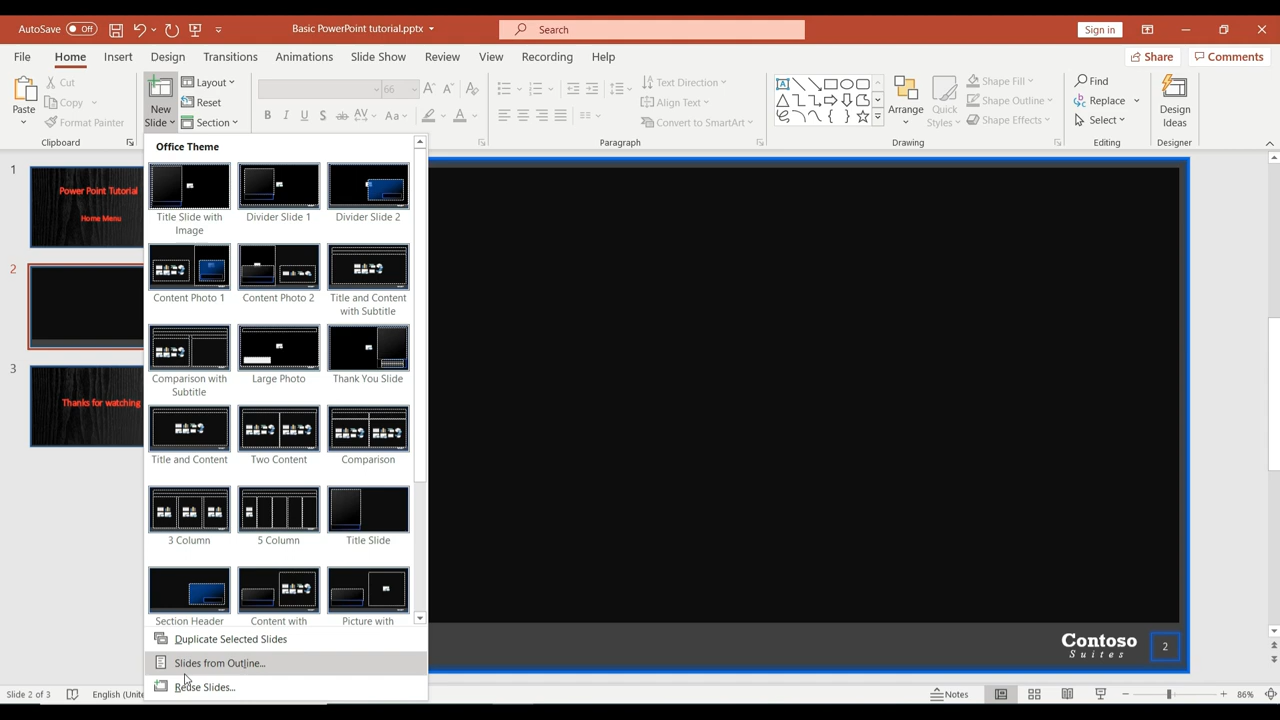 AutoSave Off Basic PowerPoint tutorial.pptx Search Sign in
File Home Insert Design Transitions Animations Slide Show Review View Recording Help Share Comments
Paste
Cut
Copy
Format Painter
Clipboard
New
Slide
Layout
Reset
Section
66
Aa
Text Direction
Align Text
Convert to SmartArt
Paragraph
Arrange
Quick
Styles
Shape Fill
Shape Outline
Shape Effects
Drawing
Find
Replace
Select
Editing
Design
Ideas
Designer
1
Power Point Tutorial
Home Menu
2
3
Thanks for watching
Office Theme
Title Slide with
Image
Divider Slide 1
Divider Slide 2
Content Photo 1
Content Photo 2
Title and Content
with Subtitle
Comparison with
Subtitle
Large Photo
Thank You Slide
Title and Content
Two Content
Comparison
3 Column
5 Column
Title Slide
Section Header
Content with
Picture with
Duplicate Selected Slides
Slides from Outline...
Reuse Slides...
Contoso
Suites
2
Slide 2 of 3 English (Unite Notes 86%